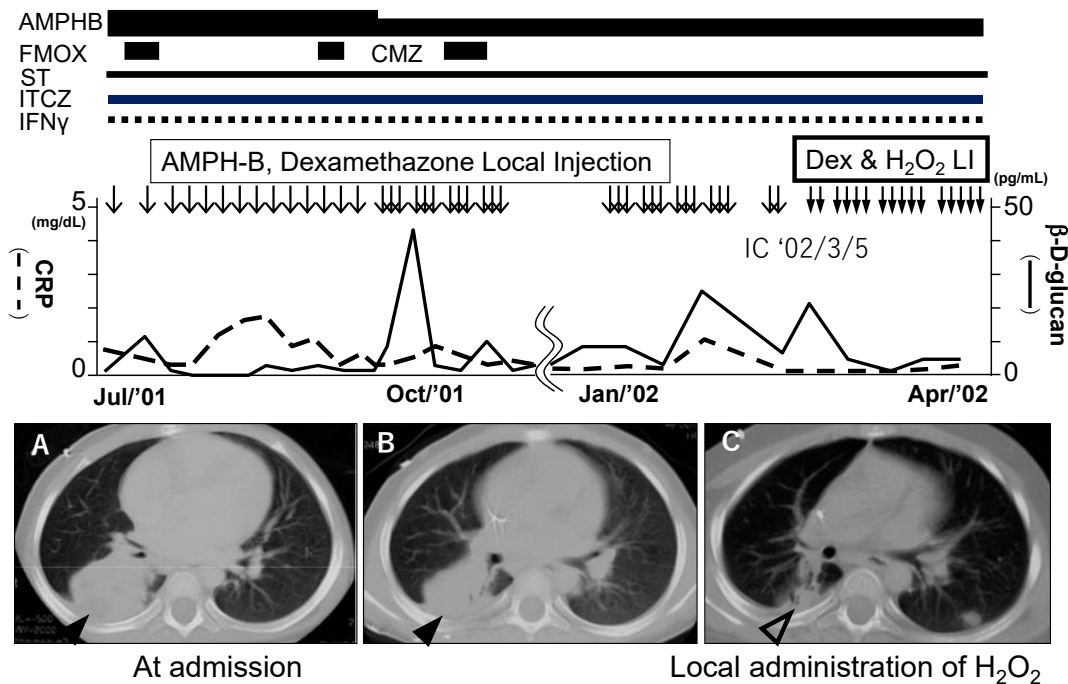 AMPHB
FMOX
CMZ
ST
ITCZ
IFNγ
AMPH-B, Dexamethazone Local Injection
Dex & H₂O₂ LI
5
(mg/dL)
(pg/mL)
50
CRP
(---)
IC ‘02/3/5
β-D-glucan
(—)
0
0
Jul/’01
Oct/’01
Jan/’02
Apr/’02
A
B
C
At admission
Local administration of H₂O₂